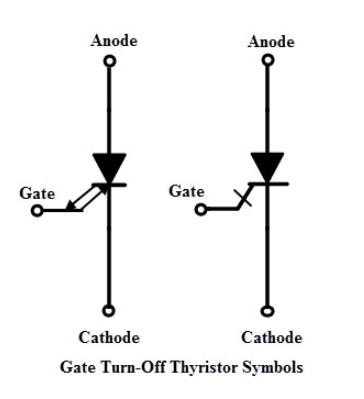 Anode
Anode
Gate
Gate
Cathode
Cathode
Gate Turn-Off Thyristor Symbols